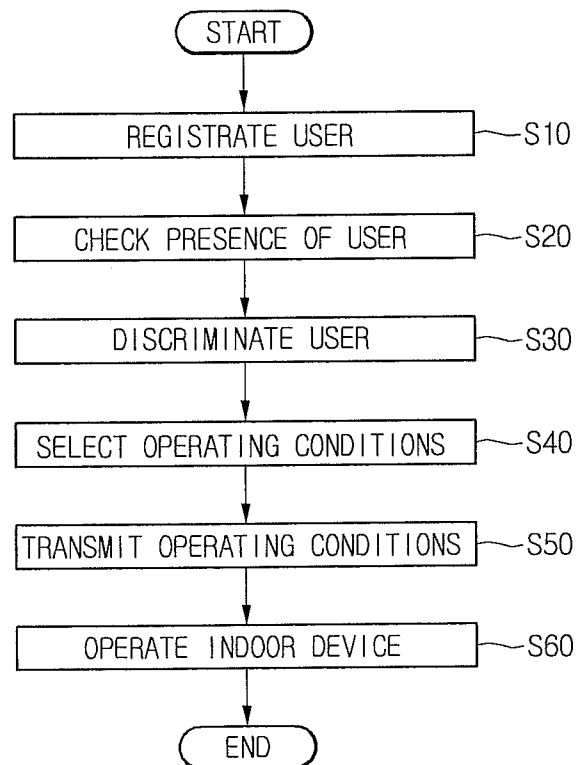 START
REGISTRATE USER
S10
CHECK PRESENCE OF USER
S20
DISCRIMINATE USER
S30
SELECT OPERATING CONDITIONS
S40
TRANSMIT OPERATING CONDITIONS
S50
OPERATE INDOOR DEVICE
S60
END